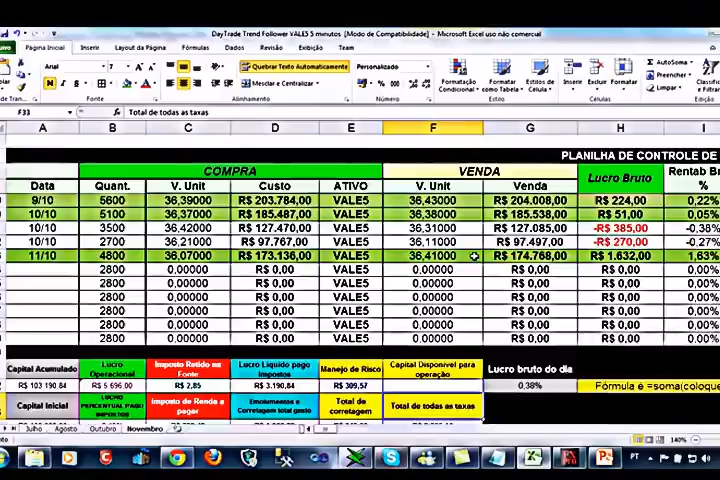 DayTrade Trend Follower VALE5 5 minutos [Modo de Compatibilidade] - Microsoft Excel uso não comercial
Página Inicial Inserir Layout da Página Fórmulas Dados Revisão Exibição Team
Arial 7 Quebrar Texto Automaticamente Personalizado AutoSoma
Preencher
Mesclar e Centralizar Formatação Condicional Formatar como Tabela Estilos de Célula Inserir Excluir Formatar Limpar
Fonte Alinhamento Número Estilo Células
F33 Total de todas as taxas
A B C D E F G H I
PLANILHA DE CONTROLE DE
COMPRA VENDA Lucro Bruto Rentab
Data Quant. V. Unit Custo ATIVO V. Unit Venda
9/10 5600 36,39000 R$ 203.784,00 VALE5 36,43000 R$ 204.008,00 R$ 224,00 0,22%
10/10 5100 36,37000 R$ 185.487,00 VALE5 36,38000 R$ 185.538,00 R$ 51,00 0,05%
10/10 3500 36,42000 R$ 127.470,00 VALE5 36,31000 R$ 127.085,00 -R$ 385,00 -0,38%
10/10 2700 36,21000 R$ 97.767,00 VALE5 36,11000 R$ 97.497,00 -R$ 270,00 -0,27%
11/10 4800 36,07000 R$ 173.136,00 VALE5 36,41000 R$ 174.768,00 R$ 1.632,00 1,63%
2800 0,00000 R$ 0,00 VALE5 0,00000 R$ 0,00 R$ 0,00 0,00%
2800 0,00000 R$ 0,00 VALE5 0,00000 R$ 0,00 R$ 0,00 0,00%
2800 0,00000 R$ 0,00 VALE5 0,00000 R$ 0,00 R$ 0,00 0,00%
2800 0,00000 R$ 0,00 VALE5 0,00000 R$ 0,00 R$ 0,00 0,00%
2800 0,00000 R$ 0,00 VALE5 0,00000 R$ 0,00 R$ 0,00 0,00%
2800 0,00000 R$ 0,00 VALE5 0,00000 R$ 0,00 R$ 0,00 0,00%
Capital Acumulado Lucro Operacional Imposto Retido na Fonte Lucro Liquido pago Impostos Manejo de Risco Capital Disponível para operação Lucro bruto do dia
R$ 103 190,84 R$ 5 696,00 R$ 2,85 R$ 3.190,84 R$ 309,57 0,38% Fórmula é =soma(coloque
Capital Inicial LUCRO PERCENTUAL PAGO IMPOSTOS Imposto de Renda a pagar Emolumentos e Corretagem total gasto Total de corretagem Total de todas as taxas
Julho Agosto Outubro Novembro
140%
PT